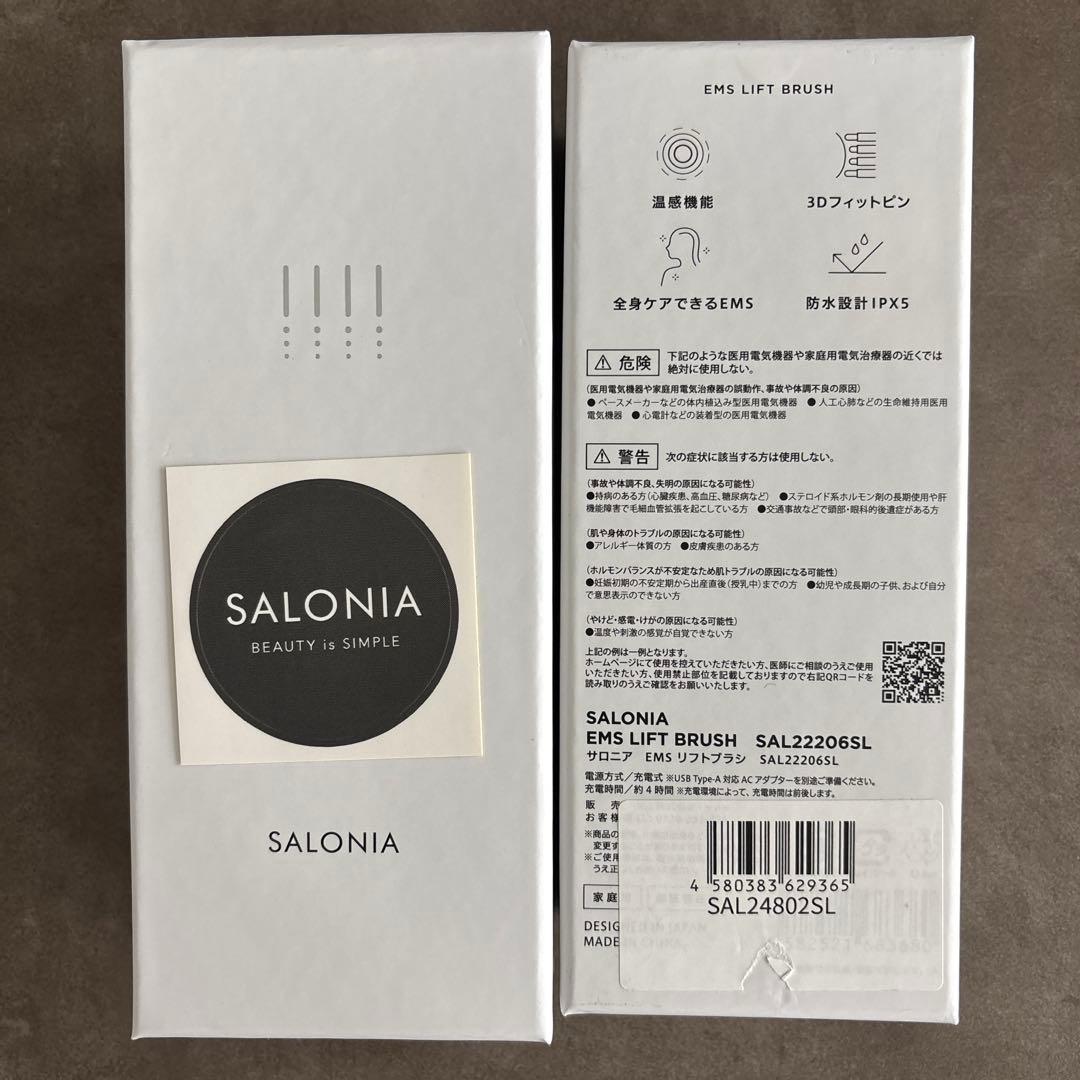 SALONIA
BEAUTY is SIMPLE
SALONIA
EMS LIFT BRUSH
温感機能
3Dフィットピン
全身ケアできるEMS
防水設計IPX5
危険 下記のような医用電気機器や家庭用電気治療器の近くでは
絶対に使用しない。
(医用電気機器や家庭用電気治療器の誤動作、事故や体調不良の原因)
●ペースメーカーなどの体内植込み型医用電気機器 ●人工心肺などの生命維持用医用
電気機器 ●心電計などの装着型の医用電気機器
警告 次の症状に該当する方は使用しない。
(事故や体調不良、失明の原因になる可能性)
●持病のある方(心臓疾患、高血圧、糖尿病など) ●ステロイド系ホルモン剤の長期使用や肝
機能障害で毛細血管拡張を起こしている方 ●交通事故などで頭部・眼科的後遺症がある方
(肌や身体のトラブルの原因になる可能性)
●アレルギー体質の方 ●皮膚疾患のある方
(ホルモンバランスが不安定なため肌トラブルの原因になる可能性)
●妊娠初期の不安定期から出産直後(授乳中)までの方 ●幼児や成長期の子供、および自分
で意思表示のできない方
(やけど・感電・けがの原因になる可能性)
●温度や刺激の感覚が自覚できない方
上記の例は一例となります。
ホームページにて使用を控えていただきたい方、医師にご相談のうえご使用
いただきたい方、使用禁止部位を記載しておりますので右記QRコードを
読み取りのうえご確認をお願いいたします。
SALONIA
EMS LIFT BRUSH SAL22206SL
サロニア EMS リフトブラシ SAL22206SL
電源方式/充電式 ※USB Type-A 対応 AC アダプターを別途ご準備ください。
充電時間/約4時間 ※充電環境によって、充電時間は前後します。
販 売
お客様
※商品の
変更す
※ご使用
うえ正
家庭
DESIGNED IN JAPAN
MADE IN CHINA
4 580383 629365
SAL24802SL